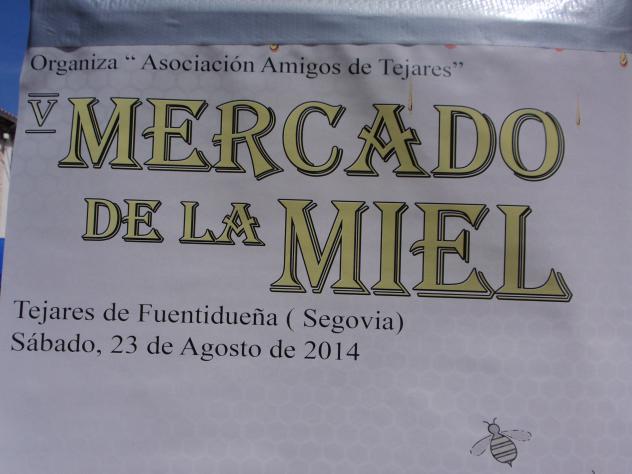 Organiza “ Asociación Amigos de Tejares”
V MERCADO
DE LA MIEL
Tejares de Fuentidueña ( Segovia)
Sábado, 23 de Agosto de 2014